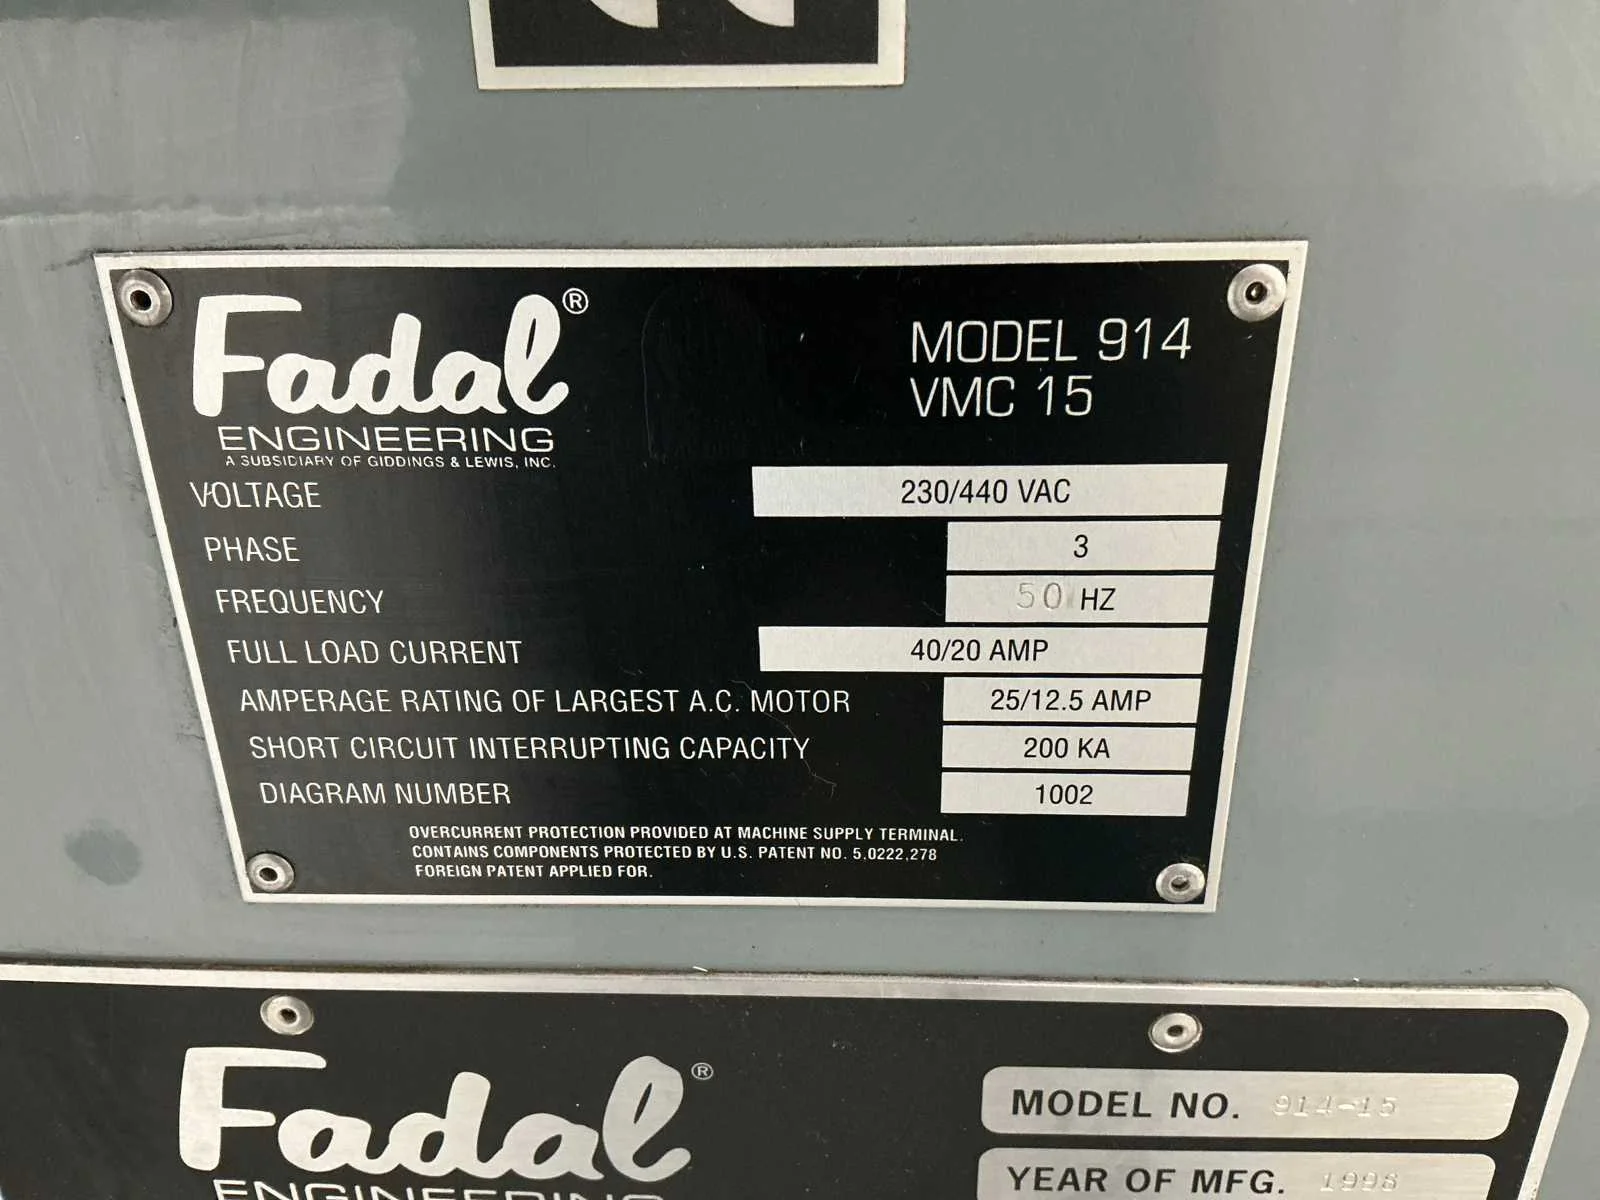 Fadal®
ENGINEERING
A SUBSIDIARY OF GIDDINGS & LEWIS, INC.
MODEL 914
VMC 15
VOLTAGE 230/440 VAC
PHASE 3
FREQUENCY 50 HZ
FULL LOAD CURRENT 40/20 AMP
AMPERAGE RATING OF LARGEST A.C. MOTOR 25/12.5 AMP
SHORT CIRCUIT INTERRUPTING CAPACITY 200 KA
DIAGRAM NUMBER 1002
OVERCURRENT PROTECTION PROVIDED AT MACHINE SUPPLY TERMINAL.
CONTAINS COMPONENTS PROTECTED BY U.S. PATENT NO. 5,0222,278
FOREIGN PATENT APPLIED FOR.
Fadal®
ENGINEERING
MODEL NO. 914-15
YEAR OF MFG.